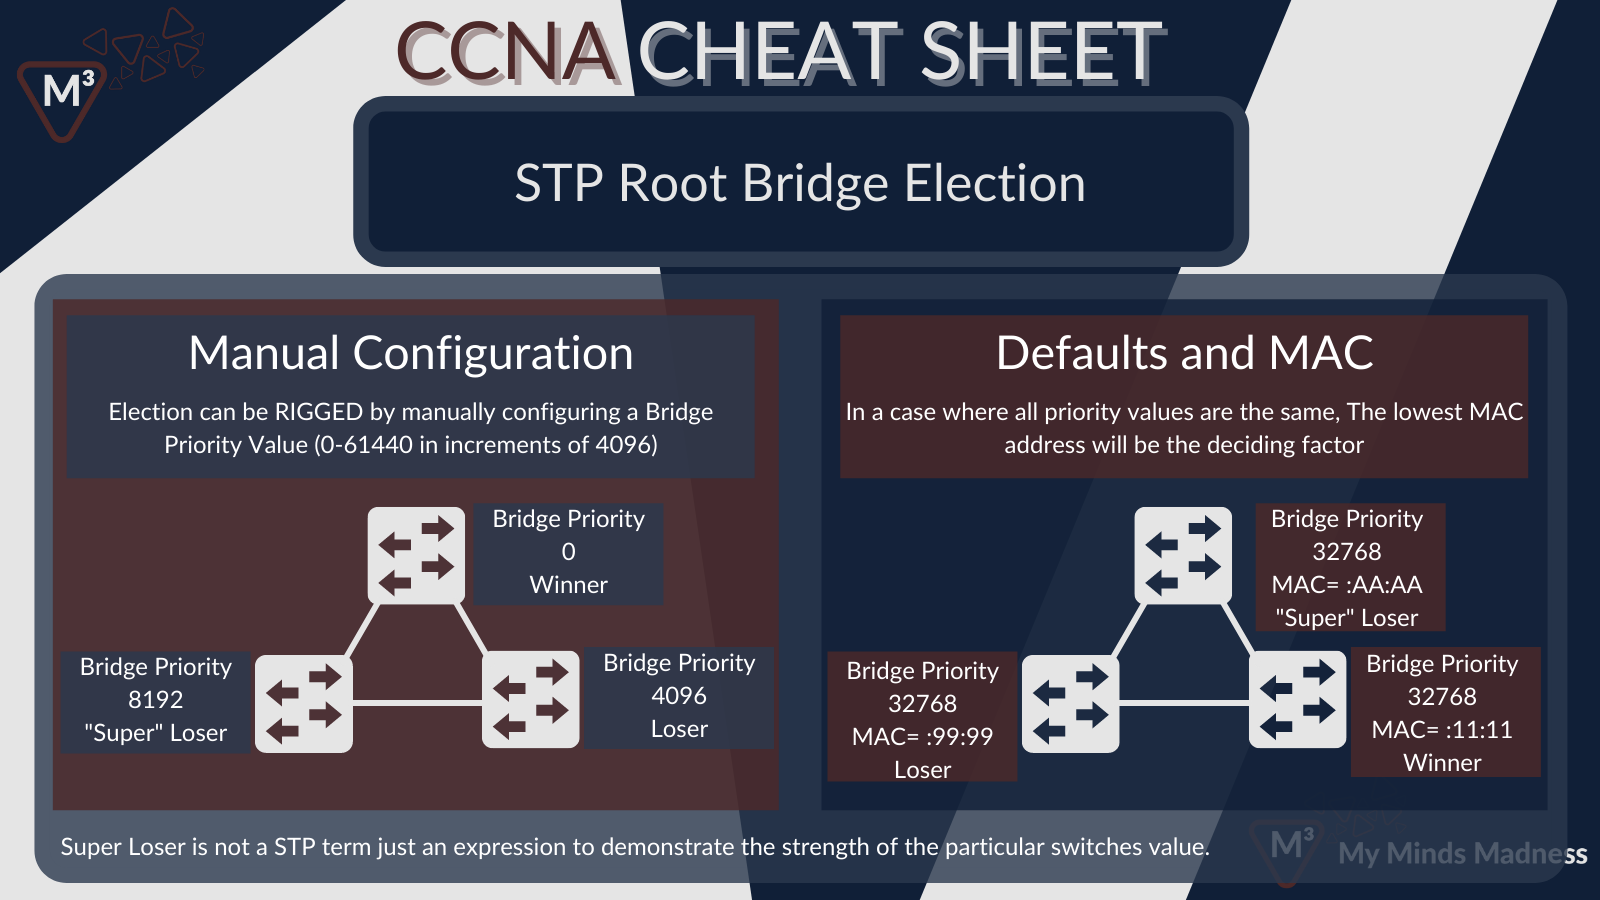 M³
CCNA CHEAT SHEET
STP Root Bridge Election
Manual Configuration
Election can be RIGGED by manually configuring a Bridge
Priority Value (0-61440 in increments of 4096)
Bridge Priority
0
Winner
Bridge Priority
8192
"Super" Loser
Bridge Priority
4096
Loser
Defaults and MAC
In a case where all priority values are the same, The lowest MAC
address will be the deciding factor
Bridge Priority
32768
MAC= :AA:AA
"Super" Loser
Bridge Priority
32768
MAC= :99:99
Loser
Bridge Priority
32768
MAC= :11:11
Winner
Super Loser is not a STP term just an expression to demonstrate the strength of the particular switches value.
M³
My Minds Madness